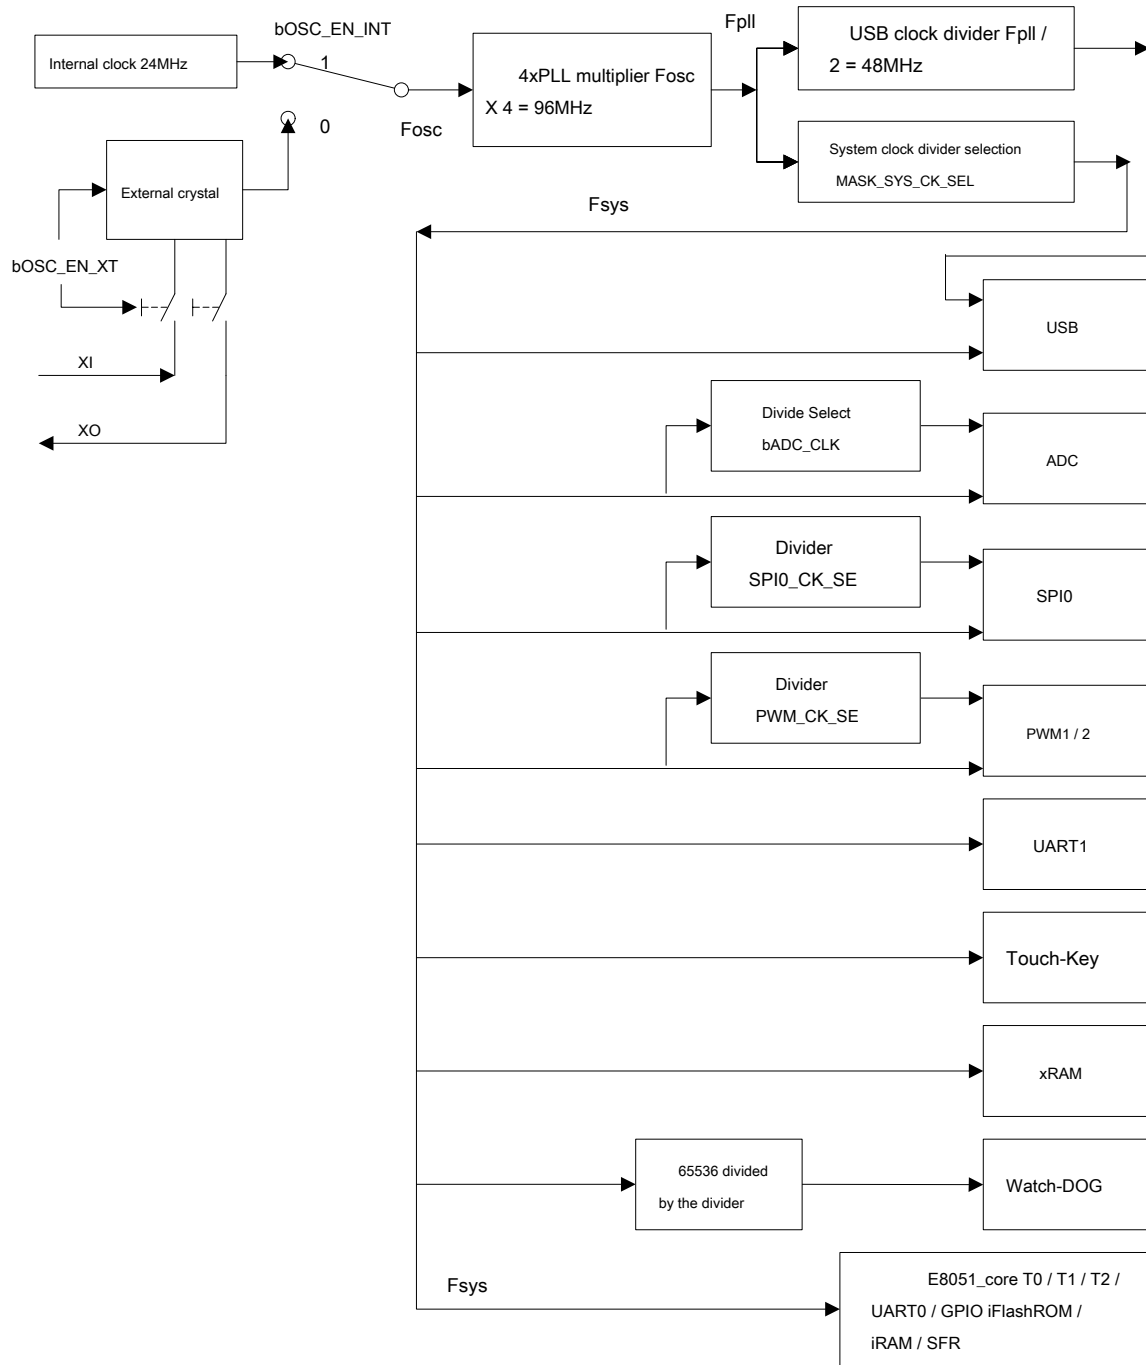 bOSC_EN_INT
Fpll
Internal clock 24MHz
1
0
Fosc
4xPLL multiplier Fosc
X 4 = 96MHz
USB clock divider Fpll /
2 = 48MHz
System clock divider selection
MASK_SYS_CK_SEL
External crystal
Fsys
bOSC_EN_XT
XI
XO
USB
Divide Select
bADC_CLK
ADC
Divider
SPI0_CK_SE
SPI0
Divider
PWM_CK_SE
PWM1 / 2
UART1
Touch-Key
xRAM
65536 divided
by the divider
Watch-DOG
Fsys
E8051_core T0 / T1 / T2 /
UART0 / GPIO iFlashROM /
iRAM / SFR